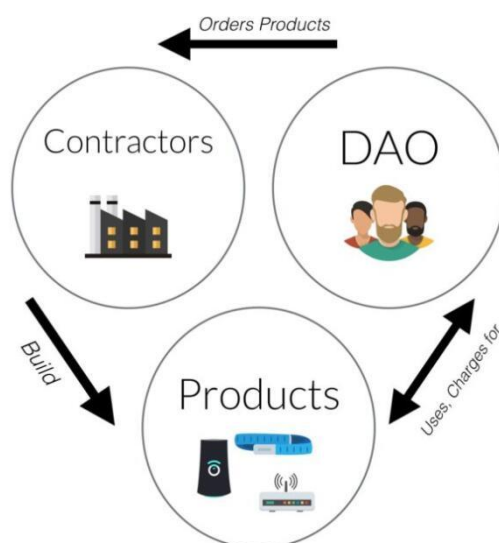 Orders Products
Contractors
DAO
Build
Uses, Charges for
Products